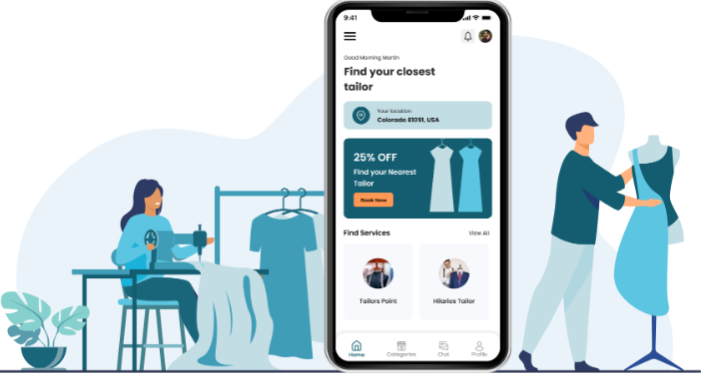 9:41
Good Morning Martin
Find your closest
tailor
Your location
Colorado 81091, USA
25% OFF
Find your Nearest
Tailor
Book Now
Find Services
View All
Tailors Point
Hilarios Tailor
Home
Categories
Chat
Profile